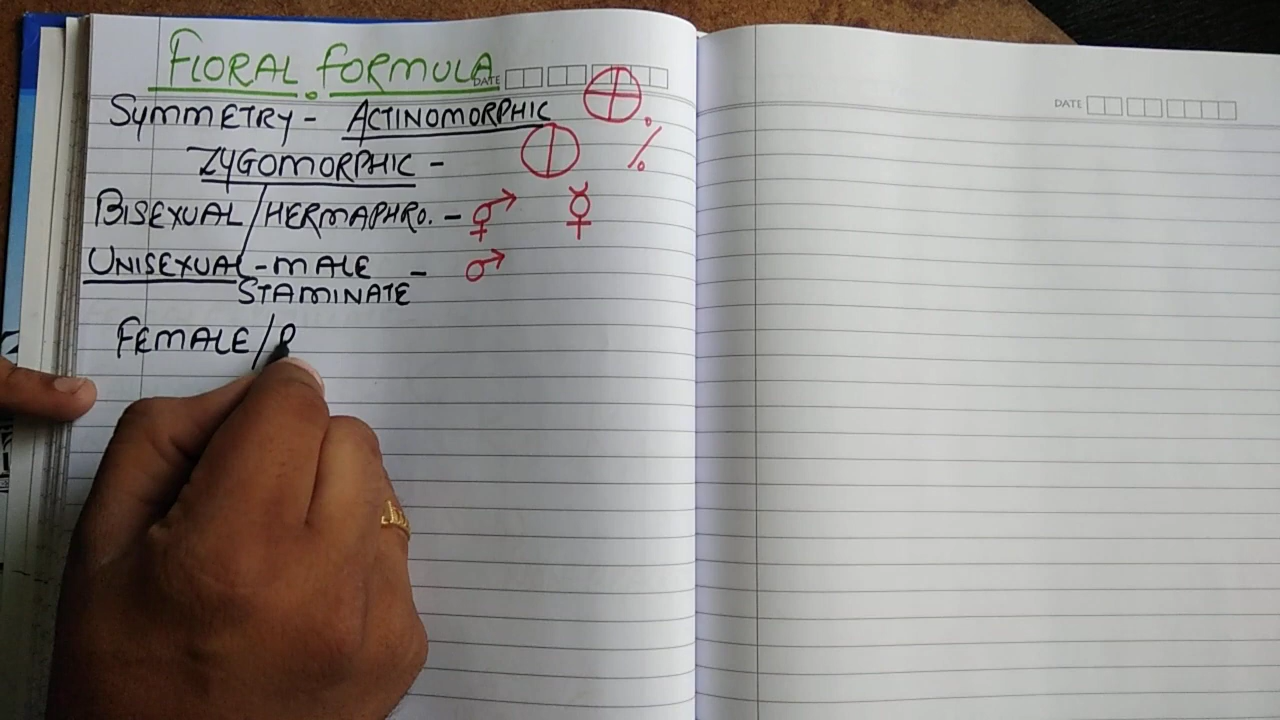 FLORAL FORMULA
DATE
SYMMETRY - ACTINOMORPHIC
ZYGOMORPHIC - %
BISEXUAL/HERMAPHRO. - ⚥ ☿
UNISEXUAL - MALE - ♂
STAMINATE
FEMALE/P
DATE